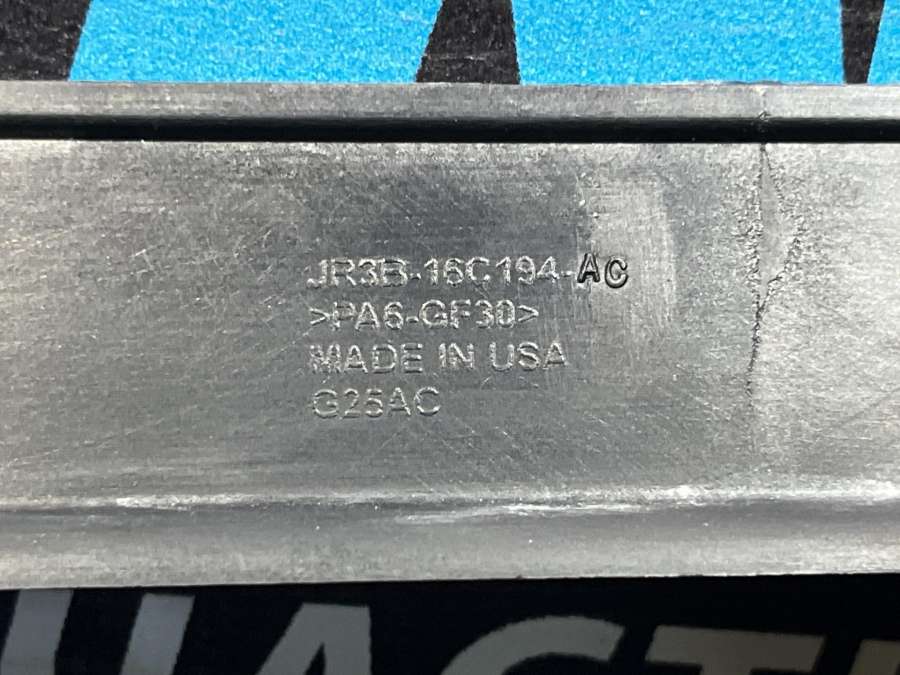 JR3B-16C194-AC
>PA6-GF30<
MADE IN USA
G25AC